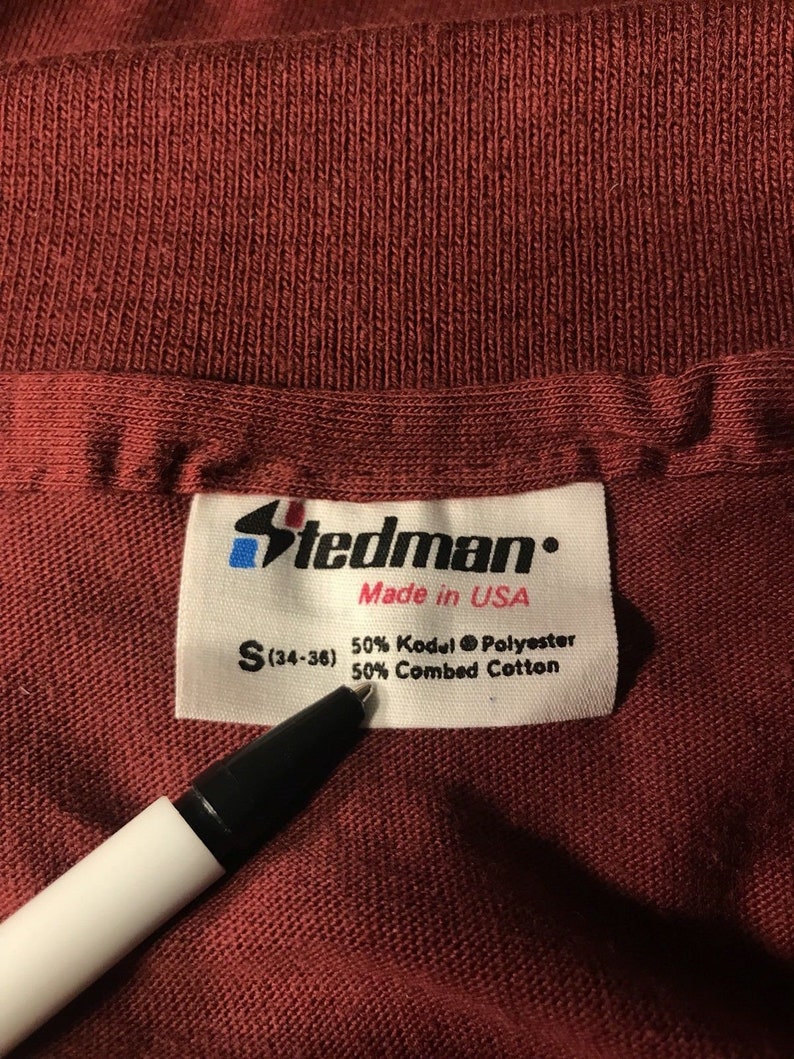 Stedman
Made in USA
S (34-36)
50% Kodel ® Polyester
50% Combed Cotton